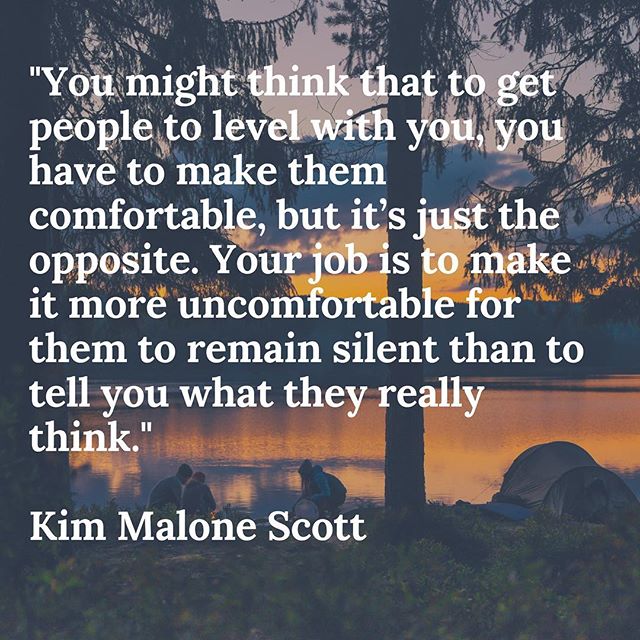 "You might think that to get
people to level with you, you
have to make them
comfortable, but it’s just the
opposite. Your job is to make
it more uncomfortable for
them to remain silent than to
tell you what they really
think."
Kim Malone Scott